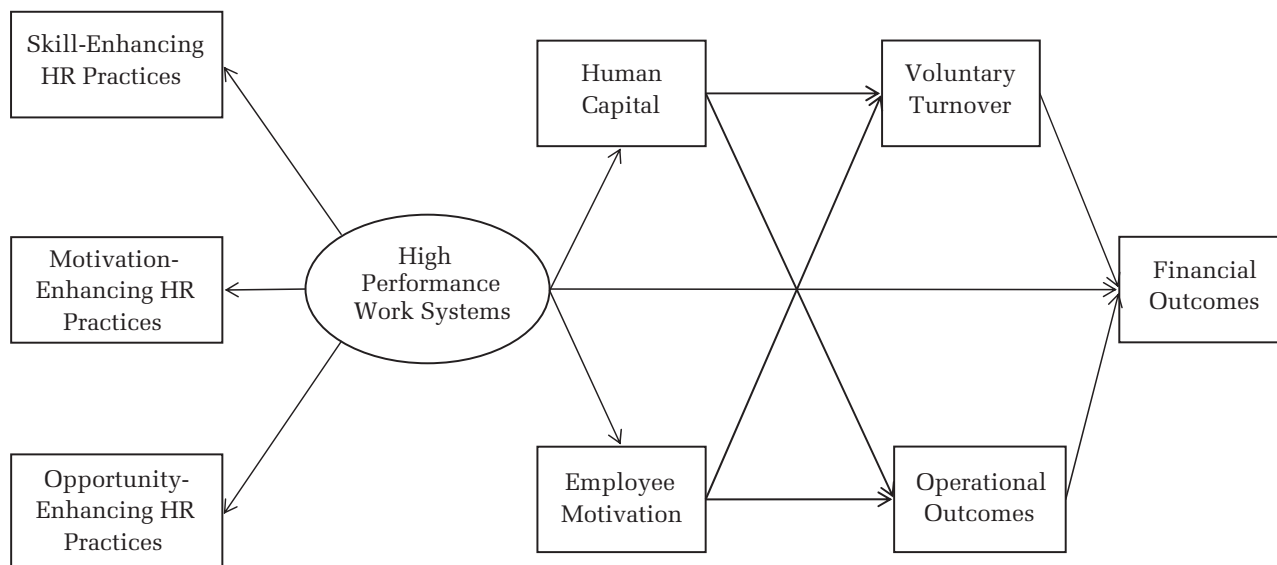 Skill-Enhancing
HR Practices
Motivation-
Enhancing HR
Practices
Opportunity-
Enhancing HR
Practices
High
Performance
Work Systems
Human
Capital
Employee
Motivation
Voluntary
Turnover
Operational
Outcomes
Financial
Outcomes